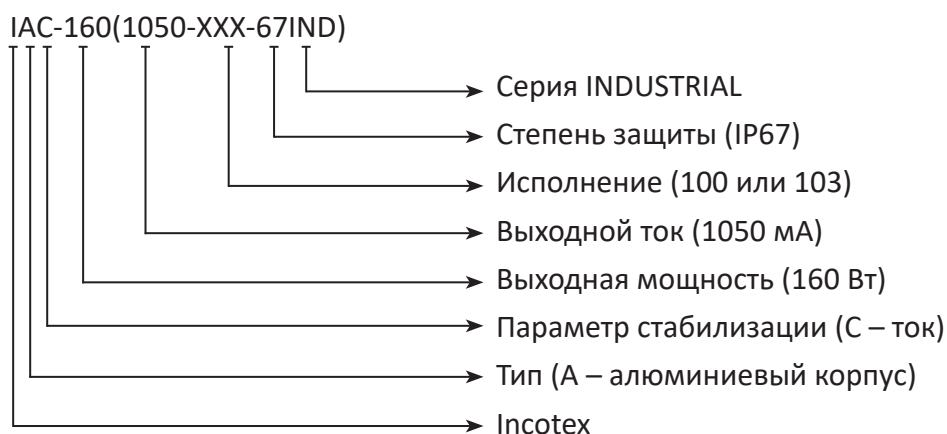 IAC-160(1050-XXX-67IND)
Серия INDUSTRIAL
Степень защиты (IP67)
Исполнение (100 или 103)
Выходной ток (1050 мА)
Выходная мощность (160 Вт)
Параметр стабилизации (С – ток)
Тип (А – алюминиевый корпус)
Incotex